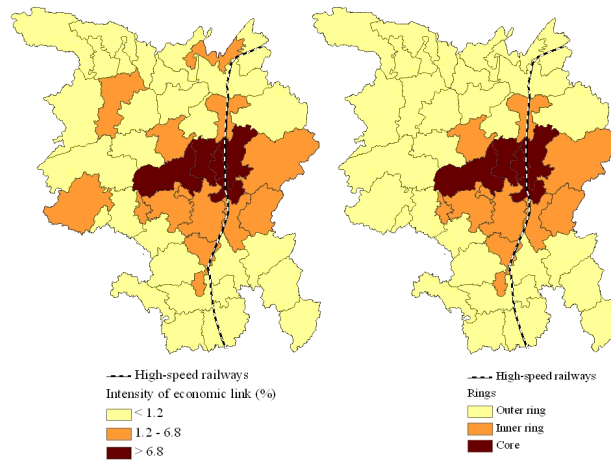 High-speed railways
Intensity of economic link (%)
< 1.2
1.2 - 6.8
> 6.8
High-speed railways
Rings
Outer ring
Inner ring
Core